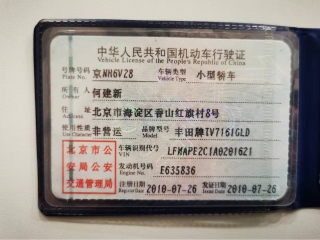 中华人民共和国机动车行驶证
Vehicle License of the People's Republic of China
号牌号码 京NH6V28 车辆类型 小型轿车
Plate No. Vehicle Type
所有人 何建新
Owner
住址 北京市海淀区香山红旗村8号
Address
使用性质 非营运 品牌型号 丰田牌TV7161GLD
Use Character Model
北京市公安局公安交通管理局
车辆识别代号 LFMAPE2C1A0201621
VIN
发动机号码 E635836
Engine No.
注册日期 2010-07-26 发证日期 2010-07-26
Register Date Issue Date